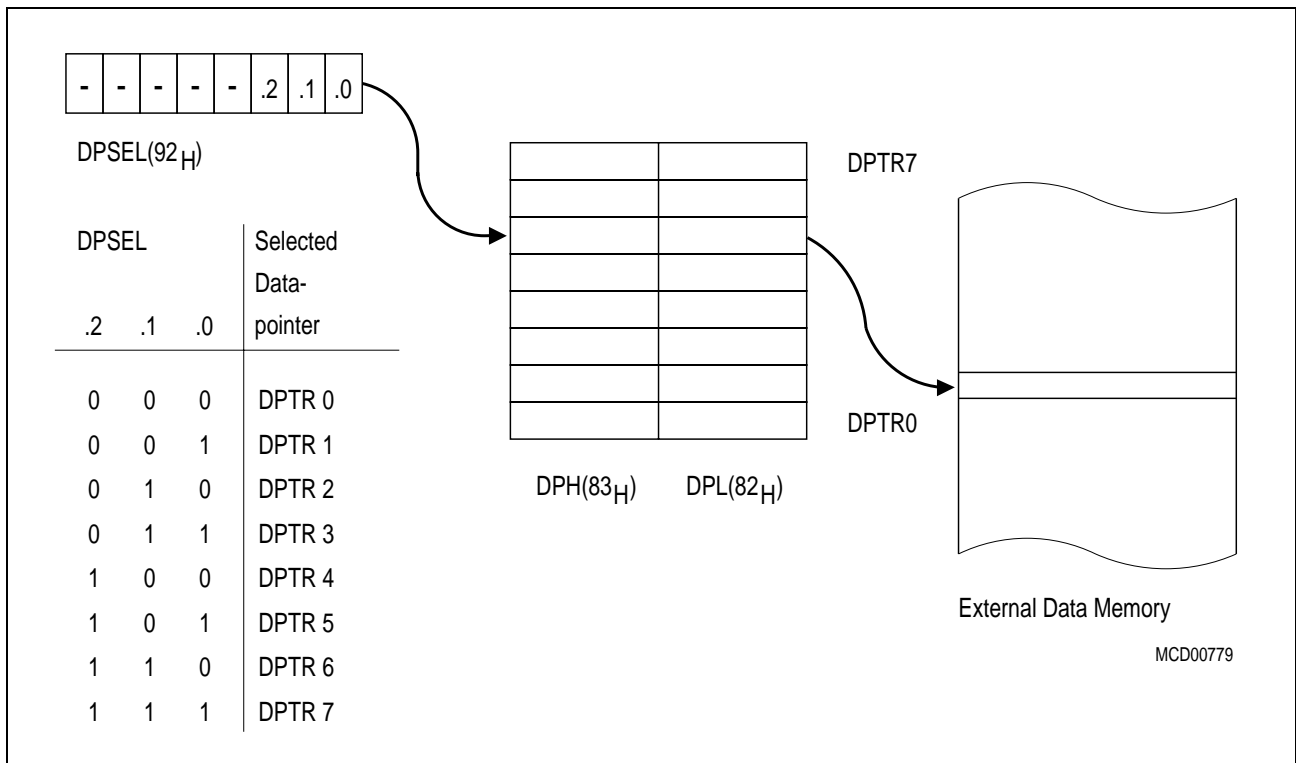 - - - - - .2 .1 .0
DPSEL(92H)
DPSEL
Selected
Data-
.2 .1 .0 pointer
0 0 0 DPTR 0
0 0 1 DPTR 1
0 1 0 DPTR 2
0 1 1 DPTR 3
1 0 0 DPTR 4
1 0 1 DPTR 5
1 1 0 DPTR 6
1 1 1 DPTR 7
DPTR7
DPTR0
DPH(83H) DPL(82H)
External Data Memory
MCD00779